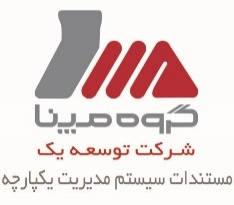 گروه مپنا
شرکت توسعه یک
مستندات سیستم مدیریت یکپارچه